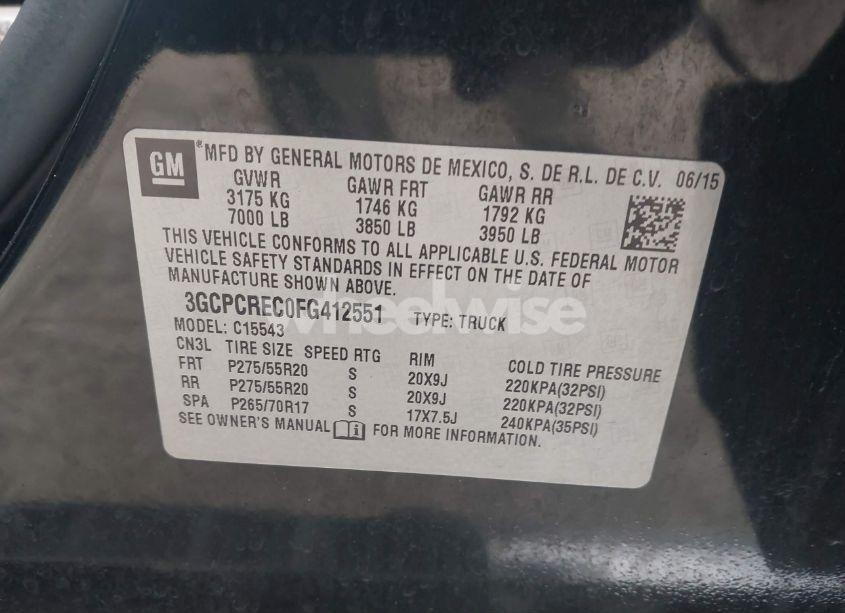 GM ® MFD BY GENERAL MOTORS DE MEXICO, S. DE R.L. DE C.V. 06/15
GVWR GAWR FRT GAWR RR
3175 KG 1746 KG 1792 KG
7000 LB 3850 LB 3950 LB
THIS VEHICLE CONFORMS TO ALL APPLICABLE U.S. FEDERAL MOTOR
VEHICLE SAFETY STANDARDS IN EFFECT ON THE DATE OF
MANUFACTURE SHOWN ABOVE.
3GCPCREC0FG412551 TYPE: TRUCK
wheelwise
MODEL: C15543
CN3L TIRE SIZE SPEED RTG RIM COLD TIRE PRESSURE
FRT P275/55R20 S 20X9J 220KPA(32PSI)
RR P275/55R20 S 20X9J 220KPA(32PSI)
SPA P265/70R17 S 17X7.5J 240KPA(35PSI)
SEE OWNER'S MANUAL FOR MORE INFORMATION.